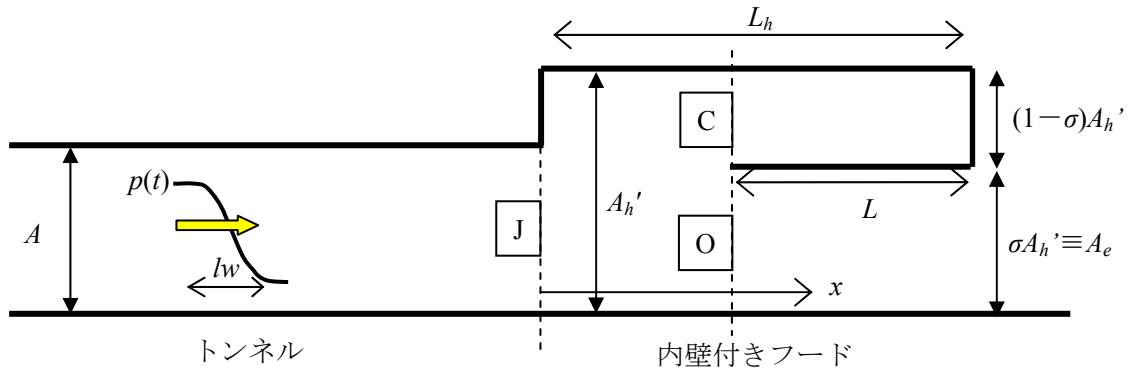 L_h
C
(1－σ)A_h’
p(t)
A
J
A_h′
L
O
σA_h’≡A_e
lw
x
トンネル
内壁付きフード